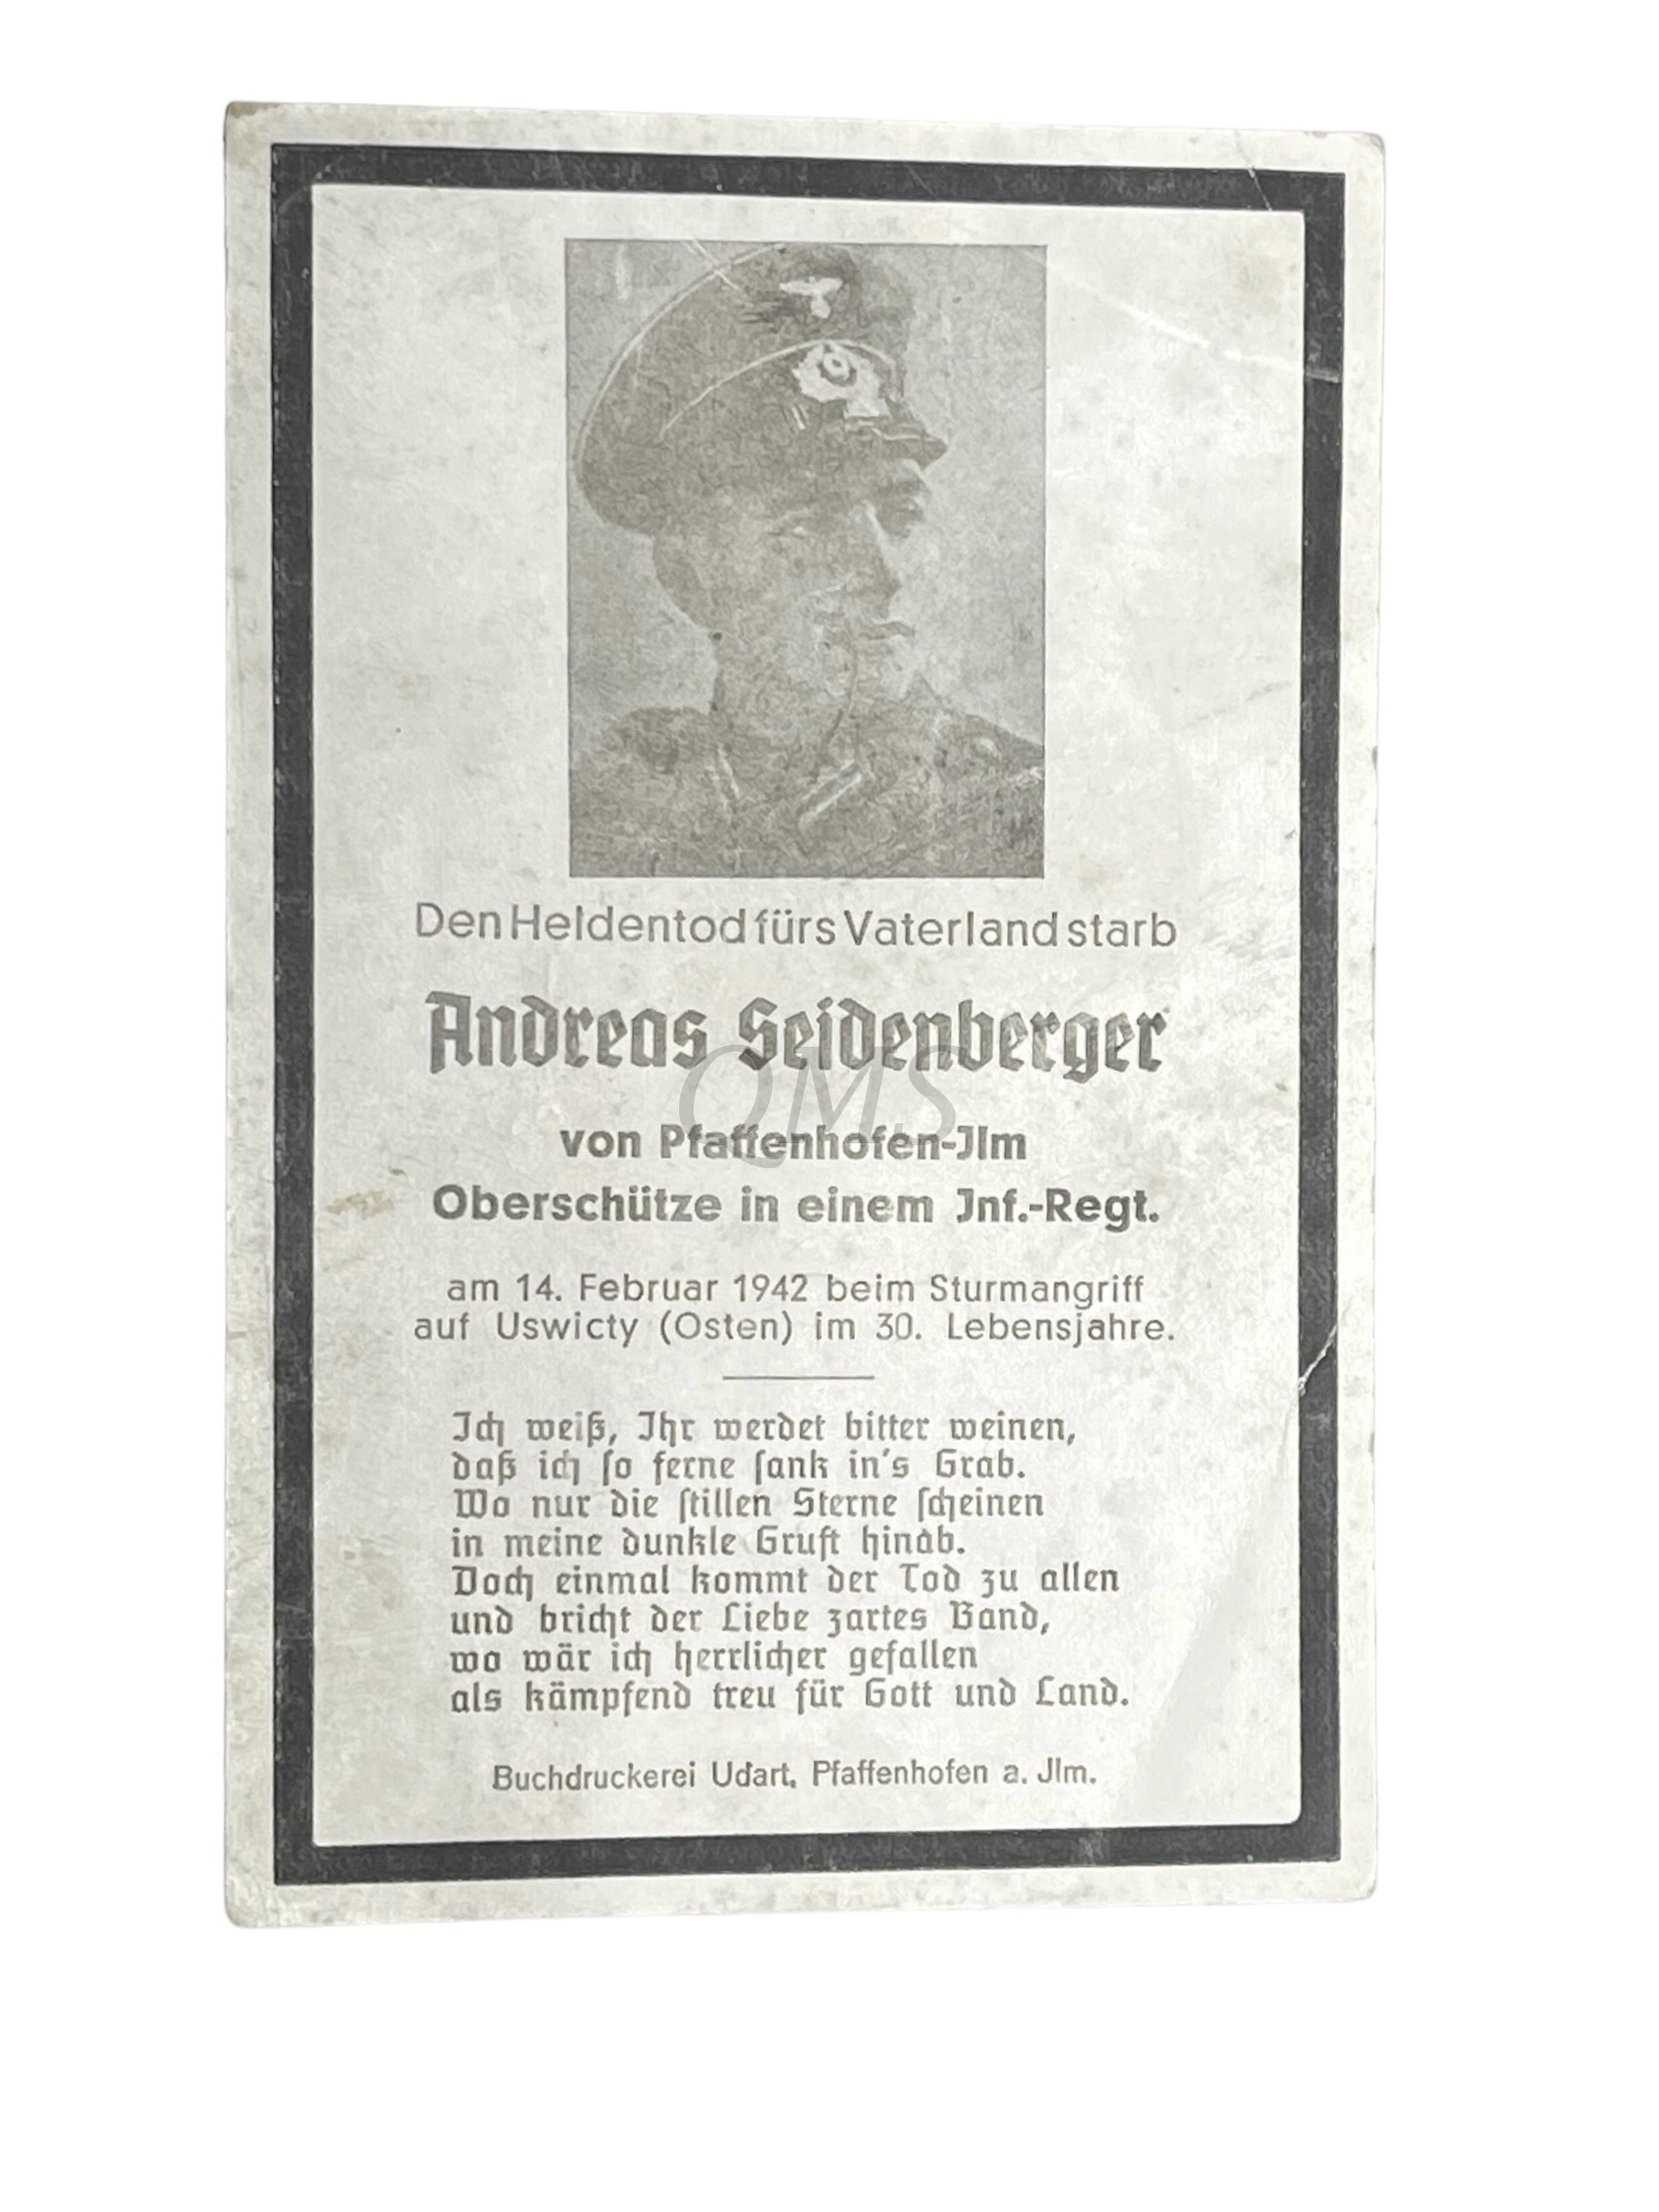 Den Heldentod fürs Vaterland starb
Andreas Seidenberger
QMS
von Pfaffenhofen-Jlm
Oberschütze in einem Jnf.-Regt.
am 14. Februar 1942 beim Sturmangriff
auf Uswicty (Osten) im 30. Lebensjahre.
Ich weiß, Ihr werdet bitter weinen,
daß ich ſo ferne ſank in's Grab.
Wo nur die ſtillen Sterne ſcheinen
in meine dunkle Gruft hinab.
Doch einmal kommt der Tod zu allen
und bricht der Liebe zartes Band,
wo wär ich herrlicher gefallen
als kämpfend treu für Gott und Land.
Buchdruckerei Udart, Pfaffenhofen a. Jlm.